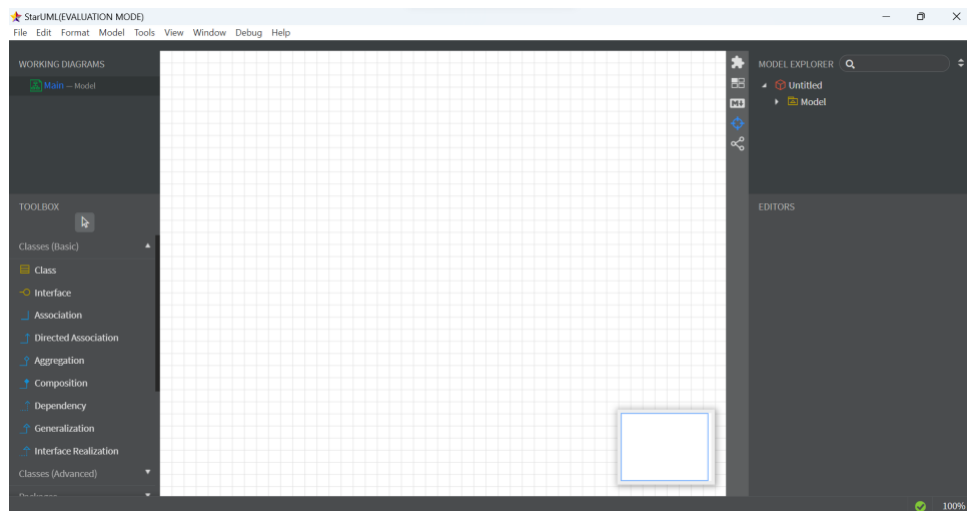 StarUML(EVALUATION MODE)
File Edit Format Model Tools View Window Debug Help
WORKING DIAGRAMS
Main — Model
TOOLBOX
Classes (Basic)
Class
Interface
Association
Directed Association
Aggregation
Composition
Dependency
Generalization
Interface Realization
Classes (Advanced)
M
MODEL EXPLORER
Untitled
Model
EDITORS
100%